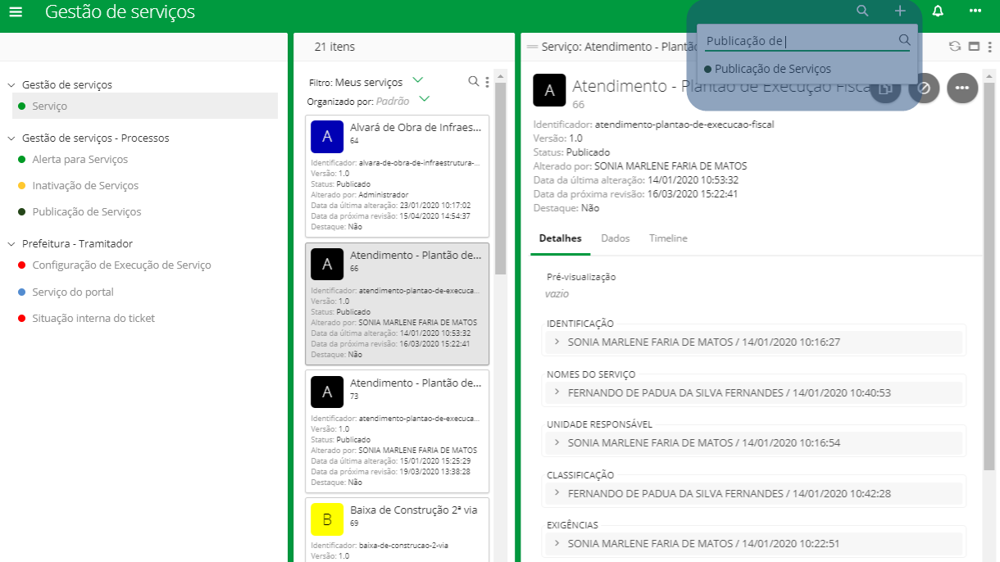 Gestão de serviços
Publicação de
Publicação de Serviços
Gestão de serviços
Serviço
Gestão de serviços - Processos
Alerta para Serviços
Inativação de Serviços
Publicação de Serviços
Prefeitura - Tramitador
Configuração de Execução de Serviço
Serviço do portal
Situação interna do ticket
21 itens
Filtro: Meus serviços
Organizado por: Padrão
A
Alvará de Obra de Infraes...
64
Identificador: alvara-de-obra-de-infraestrutura-...
Versão: 1.0
Status: Publicado
Alterado por: Administrador
Data da última alteração: 23/01/2020 10:17:02
Data da próxima revisão: 15/04/2020 14:54:37
Destaque: Não
A
Atendimento - Plantão de...
66
Identificador: atendimento-plantao-de-execuca...
Versão: 1.0
Status: Publicado
Alterado por: SONIA MARLENE FARIA DE MATOS
Data da última alteração: 14/01/2020 10:53:32
Data da próxima revisão: 16/03/2020 15:22:41
Destaque: Não
A
Atendimento - Plantão de...
73
Identificador: atendimento-plantao-de-execuca...
Versão: 1.0
Status: Publicado
Alterado por: SONIA MARLENE FARIA DE MATOS
Data da última alteração: 15/01/2020 15:25:29
Data da próxima revisão: 19/03/2020 13:38:28
Destaque: Não
B
Baixa de Construção 2ª via
69
Identificador: baixa-de-construcao-2-via
Versão: 1.0
Serviço: Atendimento - Plantão
A
Atendimento - Plantão de Execução Fiscal
66
Identificador: atendimento-plantao-de-execucao-fiscal
Versão: 1.0
Status: Publicado
Alterado por: SONIA MARLENE FARIA DE MATOS
Data da última alteração: 14/01/2020 10:53:32
Data da próxima revisão: 16/03/2020 15:22:41
Destaque: Não
Detalhes Dados Timeline
Pré-visualização
vazio
IDENTIFICAÇÃO
SONIA MARLENE FARIA DE MATOS / 14/01/2020 10:16:27
NOMES DO SERVIÇO
FERNANDO DE PADUA DA SILVA FERNANDES / 14/01/2020 10:40:53
UNIDADE RESPONSÁVEL
SONIA MARLENE FARIA DE MATOS / 14/01/2020 10:16:54
CLASSIFICAÇÃO
FERNANDO DE PADUA DA SILVA FERNANDES / 14/01/2020 10:42:28
EXIGÊNCIAS
SONIA MARLENE FARIA DE MATOS / 14/01/2020 10:22:51